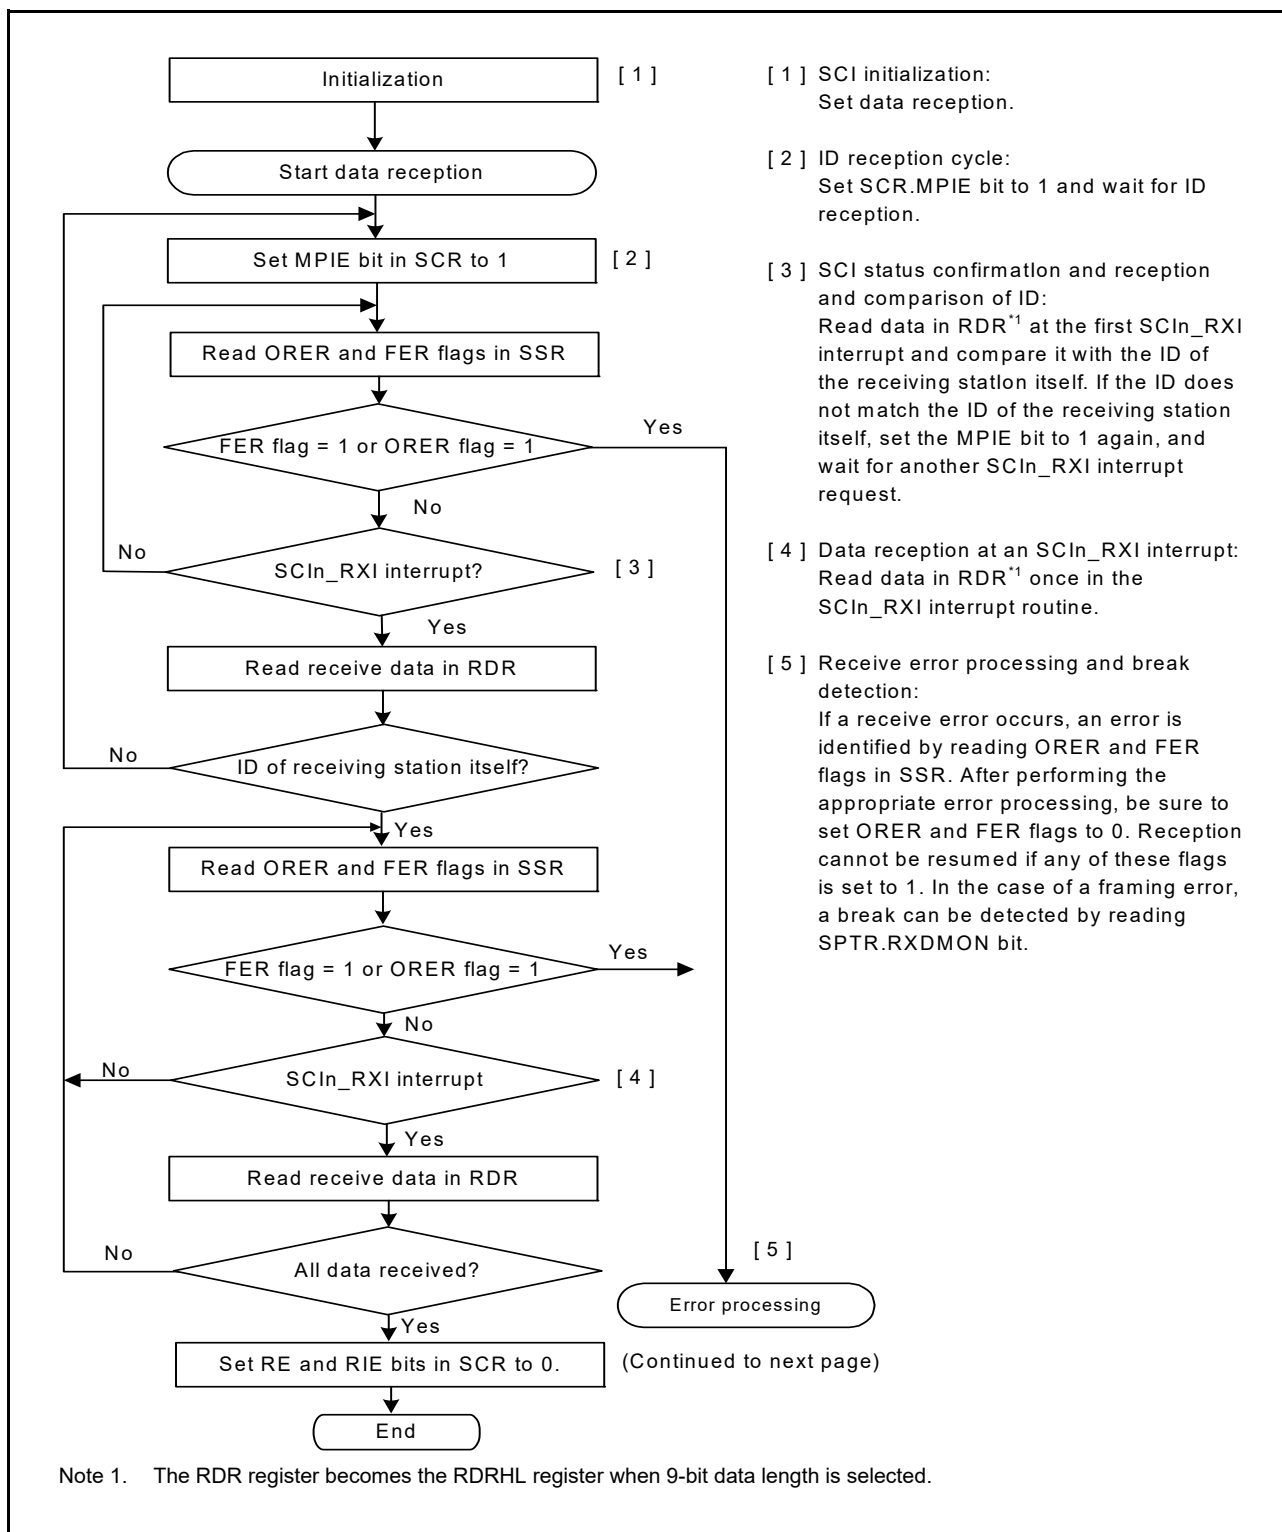 Initialization
[ 1 ]
Start data reception
Set MPIE bit in SCR to 1
[ 2 ]
Read ORER and FER flags in SSR
FER flag = 1 or ORER flag = 1
Yes
No
SCIn_RXI interrupt?
[ 3 ]
No
Yes
Read receive data in RDR
ID of receiving station itself?
No
Yes
Read ORER and FER flags in SSR
FER flag = 1 or ORER flag = 1
Yes
No
SCIn_RXI interrupt
[ 4 ]
No
Yes
Read receive data in RDR
All data received?
No
Yes
[ 5 ]
Error processing
Set RE and RIE bits in SCR to 0.
(Continued to next page)
End
[ 1 ] SCI initialization:
Set data reception.
[ 2 ] ID reception cycle:
Set SCR.MPIE bit to 1 and wait for ID
reception.
[ 3 ] SCI status confirmatIon and reception
and comparison of ID:
Read data in RDR*1 at the first SCIn_RXI
interrupt and compare it with the ID of
the receiving statIon itself. If the ID does
not match the ID of the receiving station
itself, set the MPIE bit to 1 again, and
wait for another SCIn_RXI interrupt
request.
[ 4 ] Data reception at an SCIn_RXI interrupt:
Read data in RDR*1 once in the
SCIn_RXI interrupt routine.
[ 5 ] Receive error processing and break
detection:
If a receive error occurs, an error is
identified by reading ORER and FER
flags in SSR. After performing the
appropriate error processing, be sure to
set ORER and FER flags to 0. Reception
cannot be resumed if any of these flags
is set to 1. In the case of a framing error,
a break can be detected by reading
SPTR.RXDMON bit.
Note 1. The RDR register becomes the RDRHL register when 9-bit data length is selected.